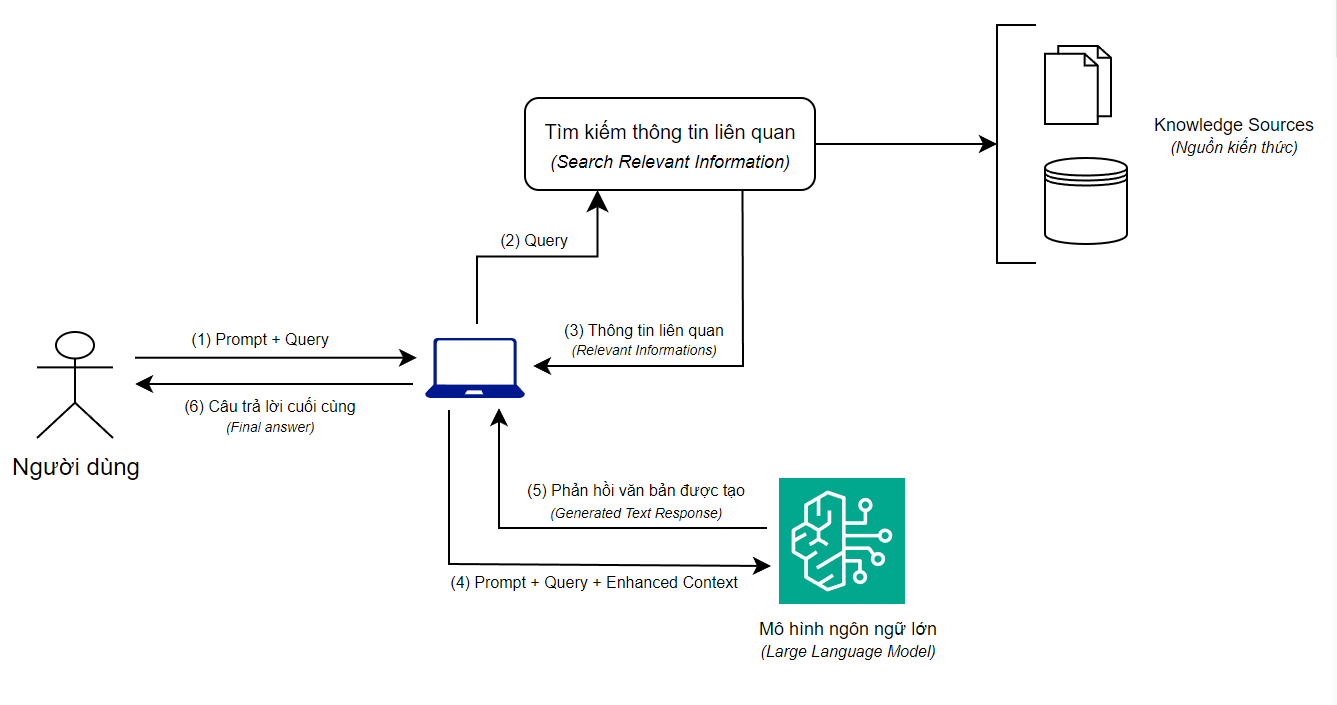 Tìm kiếm thông tin liên quan
(Search Relevant Information)
Knowledge Sources
(Nguồn kiến thức)
(2) Query
(1) Prompt + Query
(3) Thông tin liên quan
(Relevant Informations)
(6) Câu trả lời cuối cùng
(Final answer)
Người dùng
(5) Phản hồi văn bản được tạo
(Generated Text Response)
(4) Prompt + Query + Enhanced Context
Mô hình ngôn ngữ lớn
(Large Language Model)